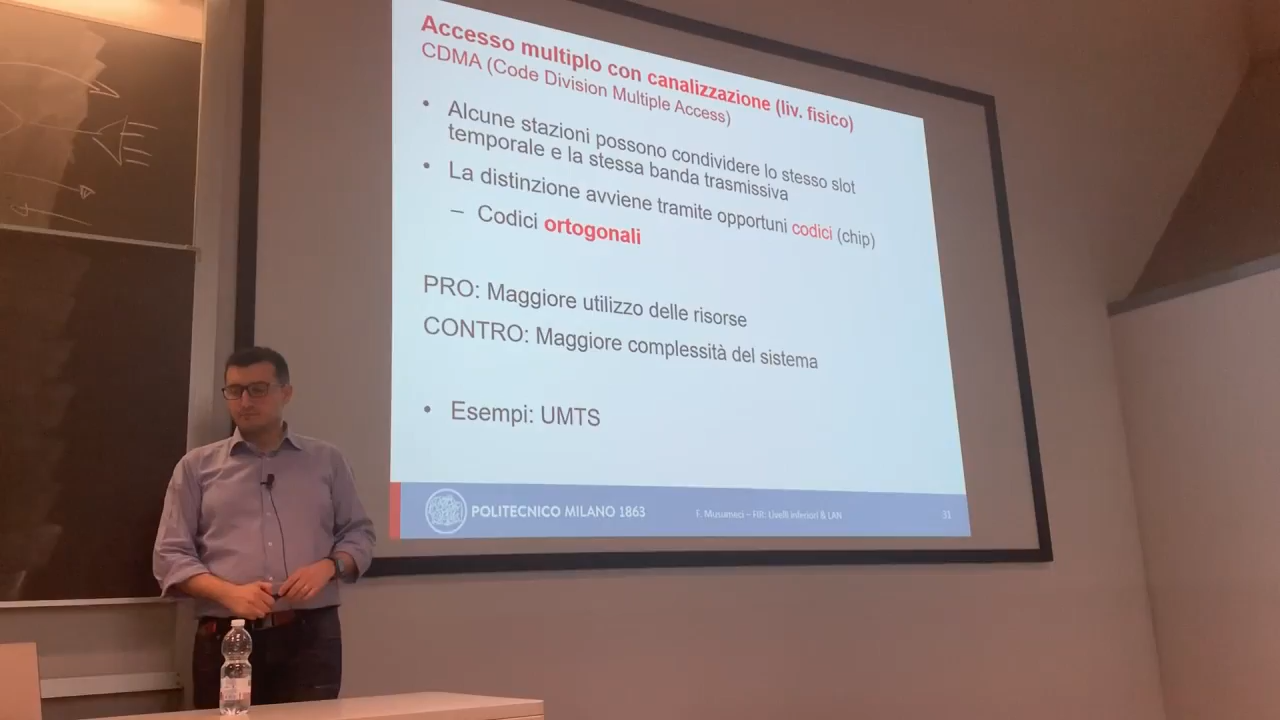 Accesso multiplo con canalizzazione (liv. fisico)
CDMA (Code Division Multiple Access)
• Alcune stazioni possono condividere lo stesso slot
temporale e la stessa banda trasmissiva
• La distinzione avviene tramite opportuni codici (chip)
– Codici ortogonali
PRO: Maggiore utilizzo delle risorse
CONTRO: Maggiore complessità del sistema
• Esempi: UMTS
POLITECNICO MILANO 1863
F. Musumeci – FIR: Livelli inferiori & LAN
31